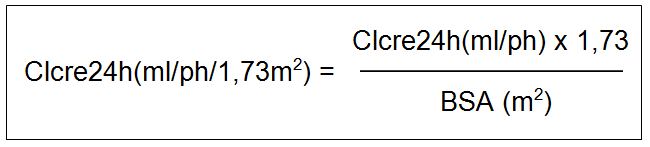 Clcre24h(ml/ph/1,73m²) = Clcre24h(ml/ph) x 1,73
BSA (m²)